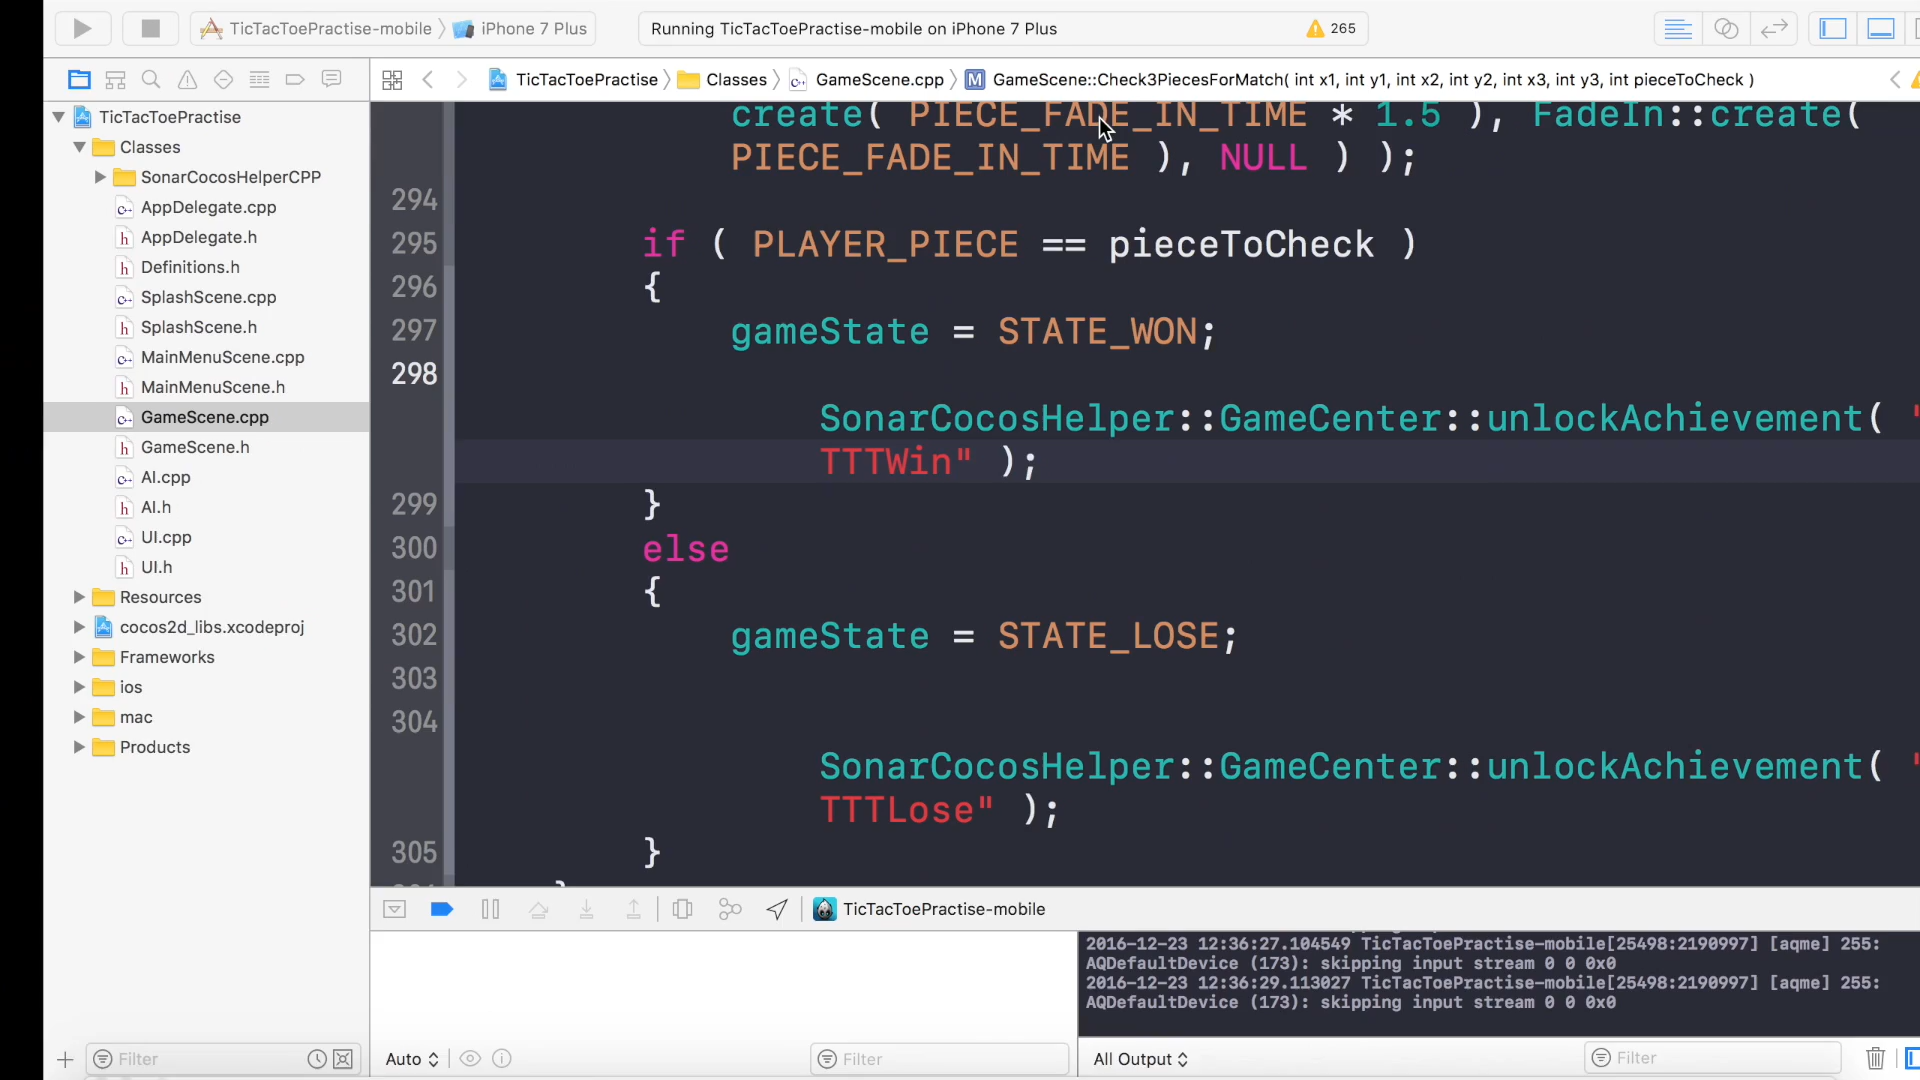 TicTacToePractise-mobile 〉 iPhone 7 Plus
Running TicTacToePractise-mobile on iPhone 7 Plus
265
TicTacToePractise 〉 Classes 〉 GameScene.cpp 〉 M GameScene::Check3PiecesForMatch( int x1, int y1, int x2, int y2, int x3, int y3, int pieceToCheck )
TicTacToePractise
Classes
SonarCocosHelperCPP
AppDelegate.cpp
AppDelegate.h
Definitions.h
SplashScene.cpp
SplashScene.h
MainMenuScene.cpp
MainMenuScene.h
GameScene.cpp
GameScene.h
AI.cpp
AI.h
UI.cpp
UI.h
Resources
cocos2d_libs.xcodeproj
Frameworks
ios
mac
Products
Filter
create( PIECE_FADE_IN_TIME * 1.5 ), FadeIn::create(
PIECE_FADE_IN_TIME ), NULL ) );
294
295 if ( PLAYER_PIECE == pieceToCheck )
296 {
297 gameState = STATE_WON;
298
SonarCocosHelper::GameCenter::unlockAchievement( "
TTTWin" );
299 }
300 else
301 {
302 gameState = STATE_LOSE;
303
304
SonarCocosHelper::GameCenter::unlockAchievement( "
TTTLose" );
305 }
TicTacToePractise-mobile
2016-12-23 12:36:27.104549 TicTacToePractise-mobile[25498:2190997] [aqme] 255:
AQDefaultDevice (173): skipping input stream 0 0 0x0
2016-12-23 12:36:29.113027 TicTacToePractise-mobile[25498:2190997] [aqme] 255:
AQDefaultDevice (173): skipping input stream 0 0 0x0
Auto
Filter
All Output
Filter